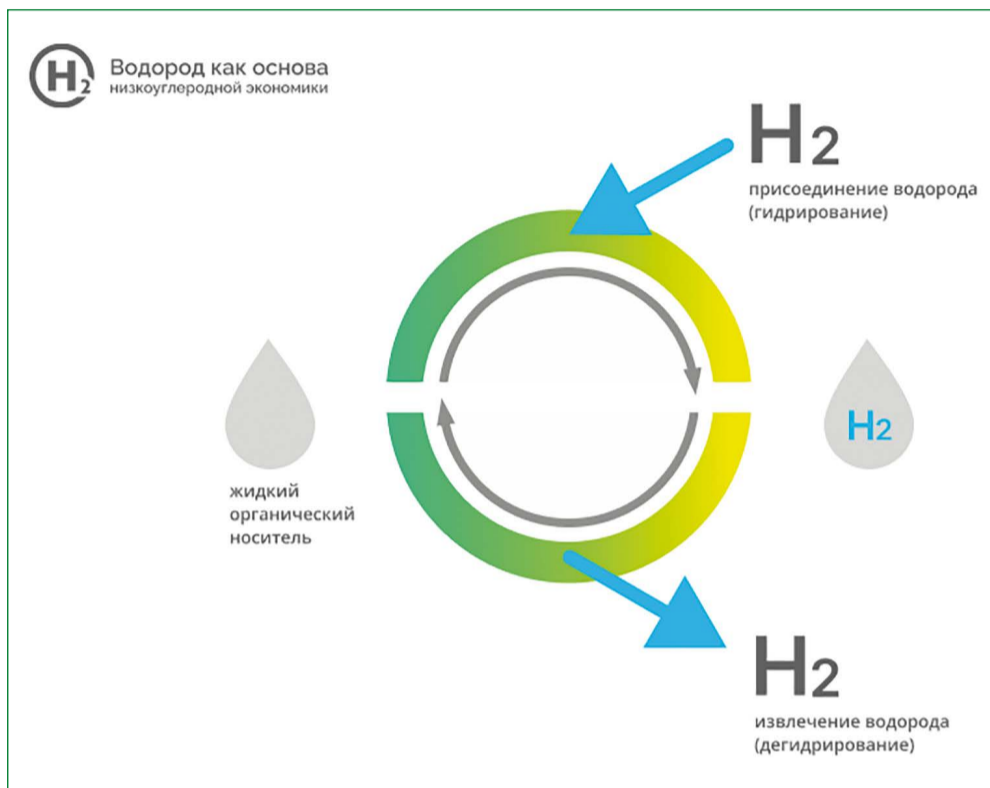 H2
Водород как основа
низкоуглеродной экономики
H2
присоединение водорода
(гидрирование)
H2
жидкий
органический
носитель
H2
извлечение водорода
(дегидрирование)